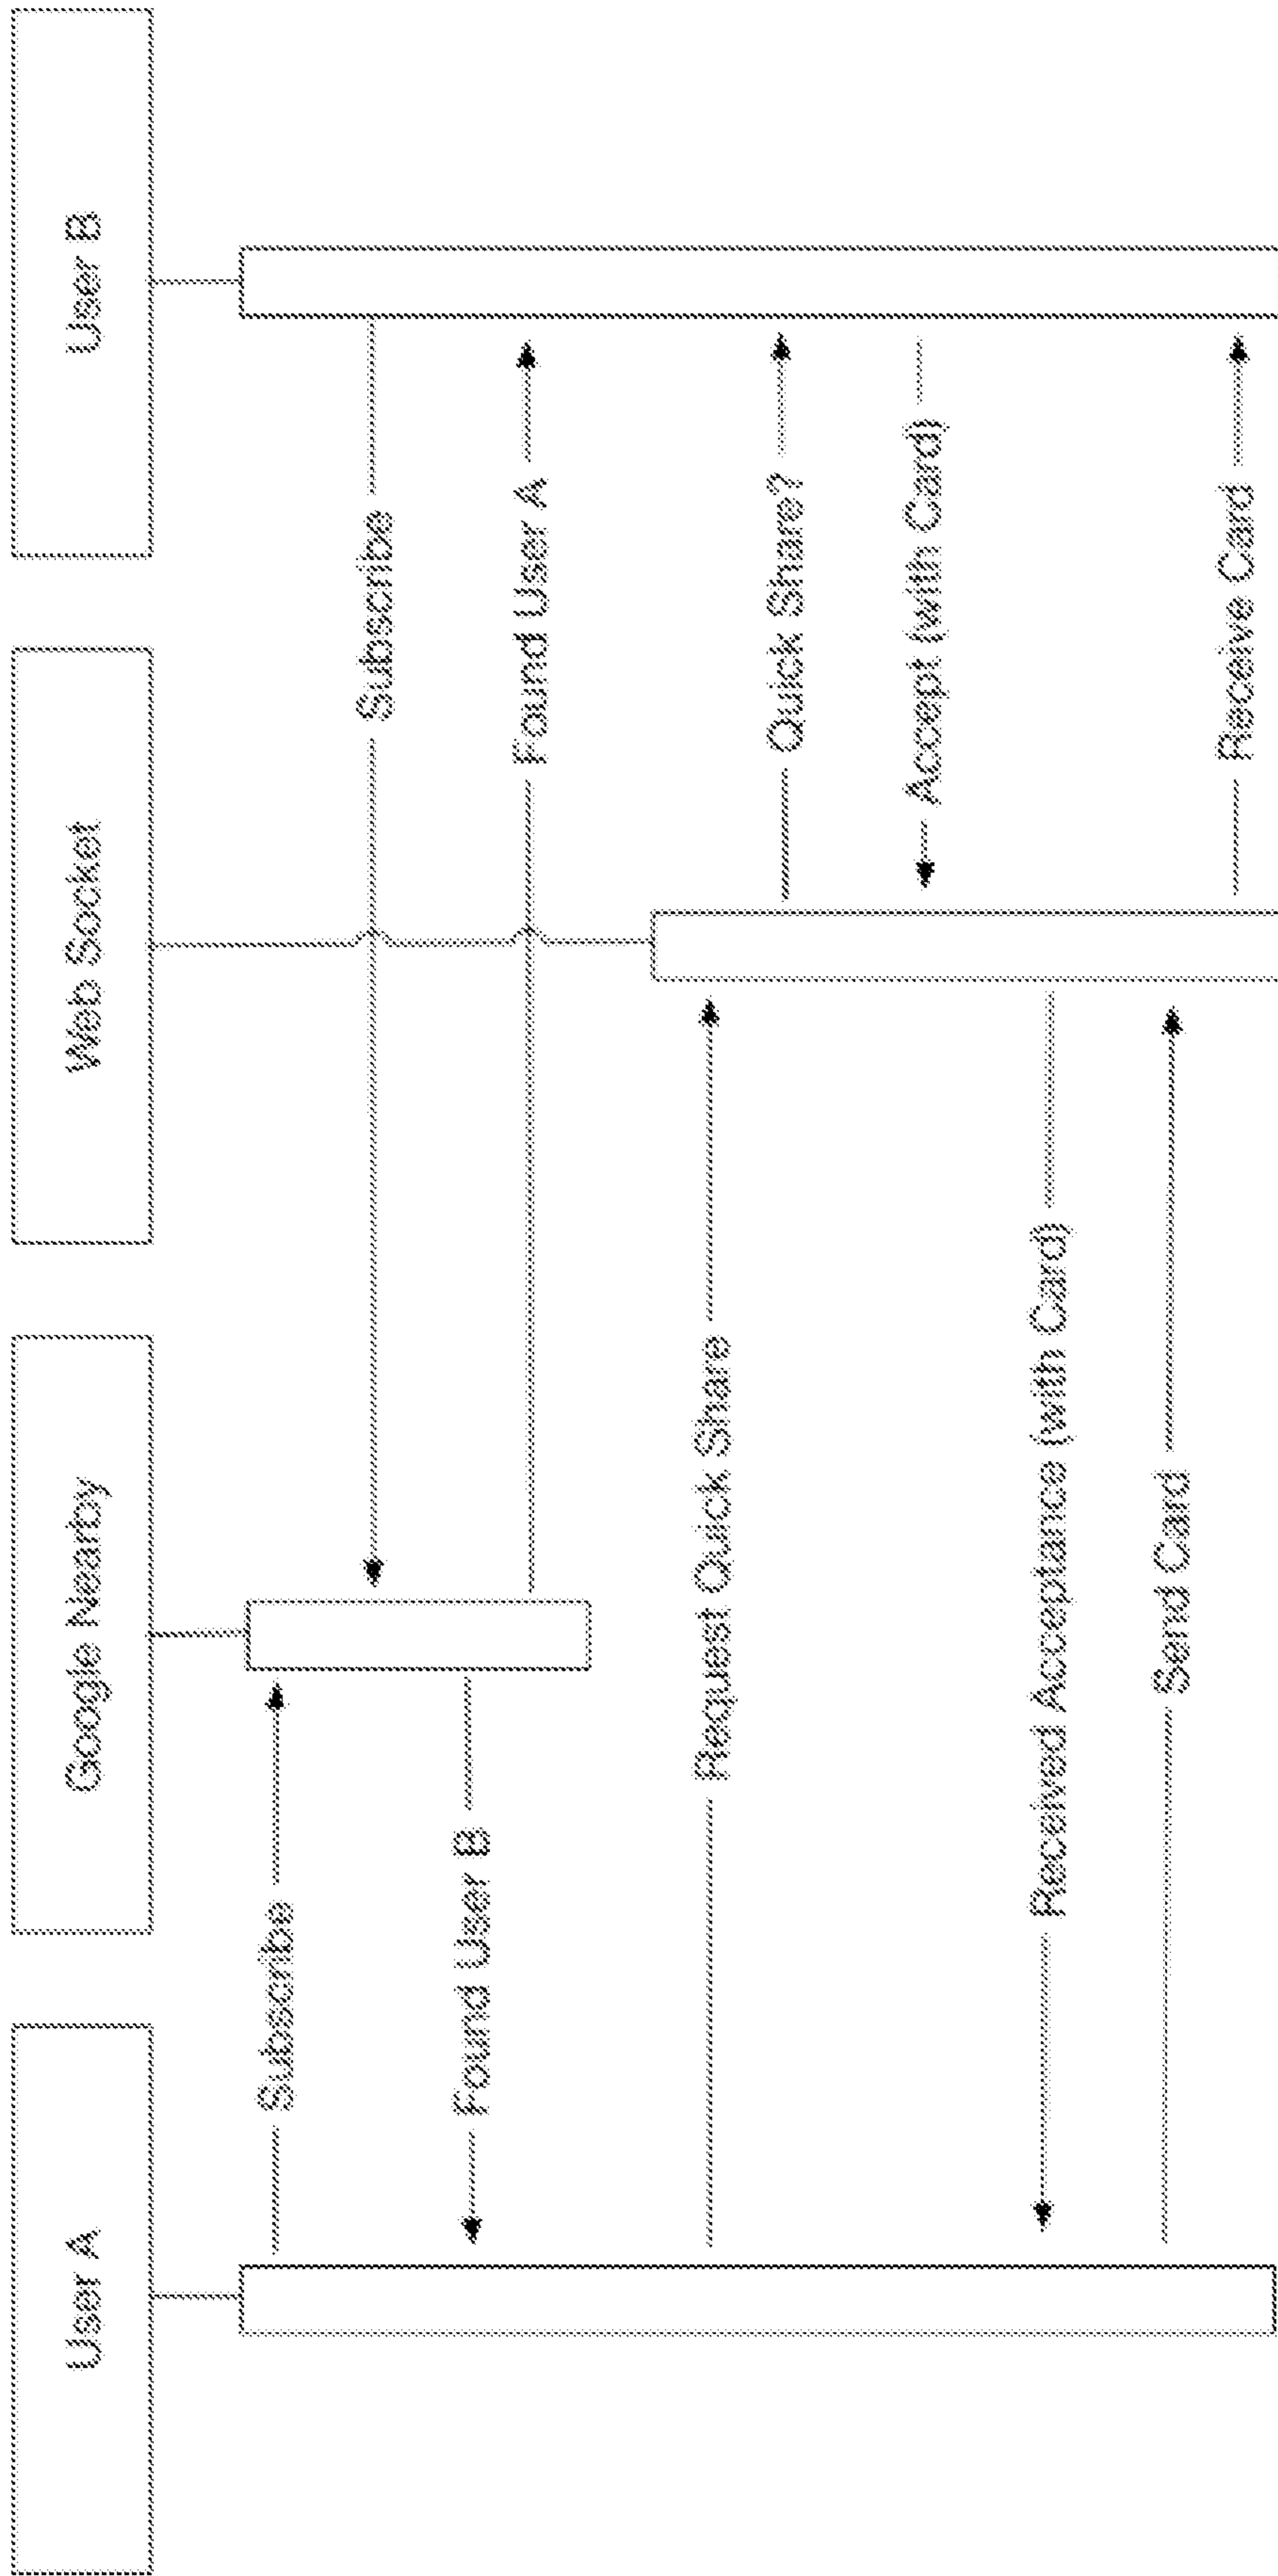 User A
Google Nearby
Web Socket
User B
Subscribe
Subscribe
Found User B
Found User A
Request Quick Share
Quick Share?
Accept (with Card)
Received Acceptance (with Card)
Send Card
Receive Card